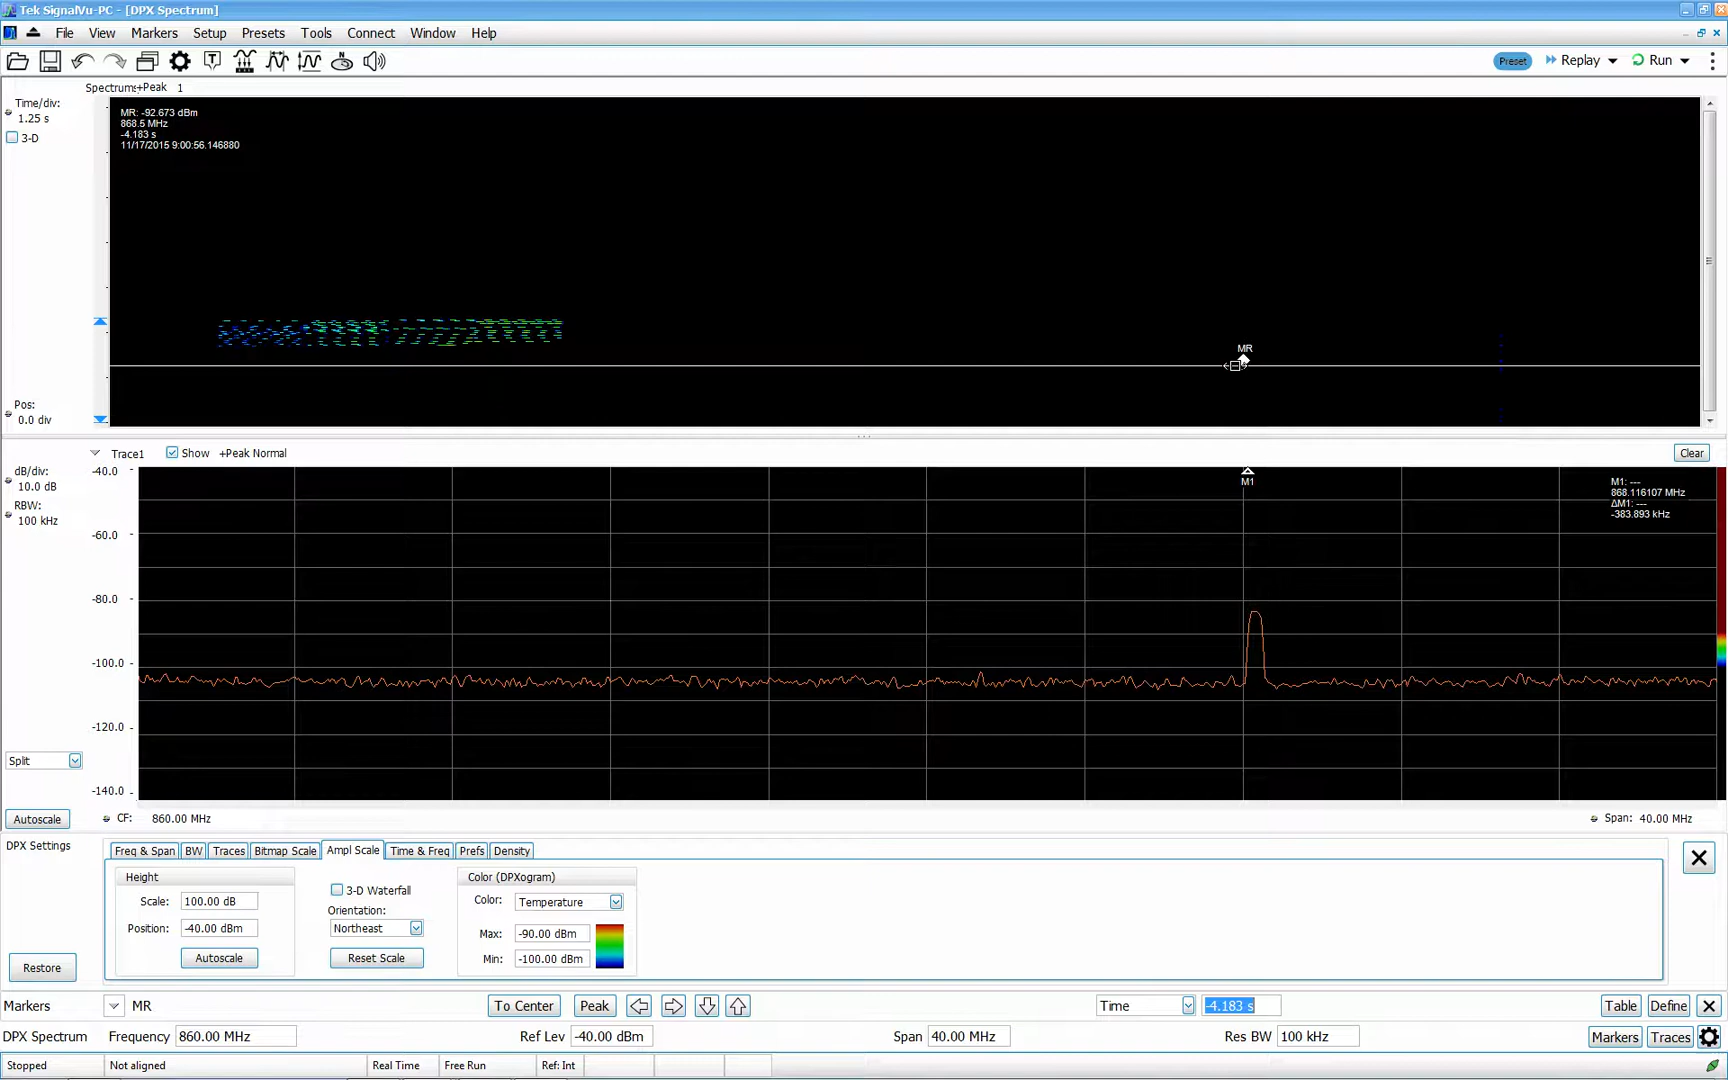 Tek SignalVu-PC - [DPX Spectrum]
File View Markers Setup Presets Tools Connect Window Help
Preset Replay Run
Spectrum:+Peak 1
Time/div:
1.25 s
3-D
MR: -92.673 dBm
868.5 MHz
-4.183 s
11/17/2015 9:00:56.146880
MR
Pos:
0.0 div
Trace1 Show +Peak Normal Clear
dB/div:
10.0 dB
RBW:
100 kHz
-40.0
-60.0
-80.0
-100.0
-120.0
-140.0
M1
M1: ---
868.116107 MHz
ΔM1: ---
-383.893 kHz
Split
Autoscale CF: 860.00 MHz Span: 40.00 MHz
DPX Settings Freq & Span BW Traces Bitmap Scale Ampl Scale Time & Freq Prefs Density
Height
Scale: 100.00 dB
Position: -40.00 dBm
Autoscale
3-D Waterfall
Orientation:
Northeast
Reset Scale
Color (DPXogram)
Color: Temperature
Max: -90.00 dBm
Min: -100.00 dBm
Restore
Markers MR To Center Peak Time -4.183 s Table Define
DPX Spectrum Frequency 860.00 MHz Ref Lev -40.00 dBm Span 40.00 MHz Res BW 100 kHz Markers Traces
Stopped Not aligned Real Time Free Run Ref: Int